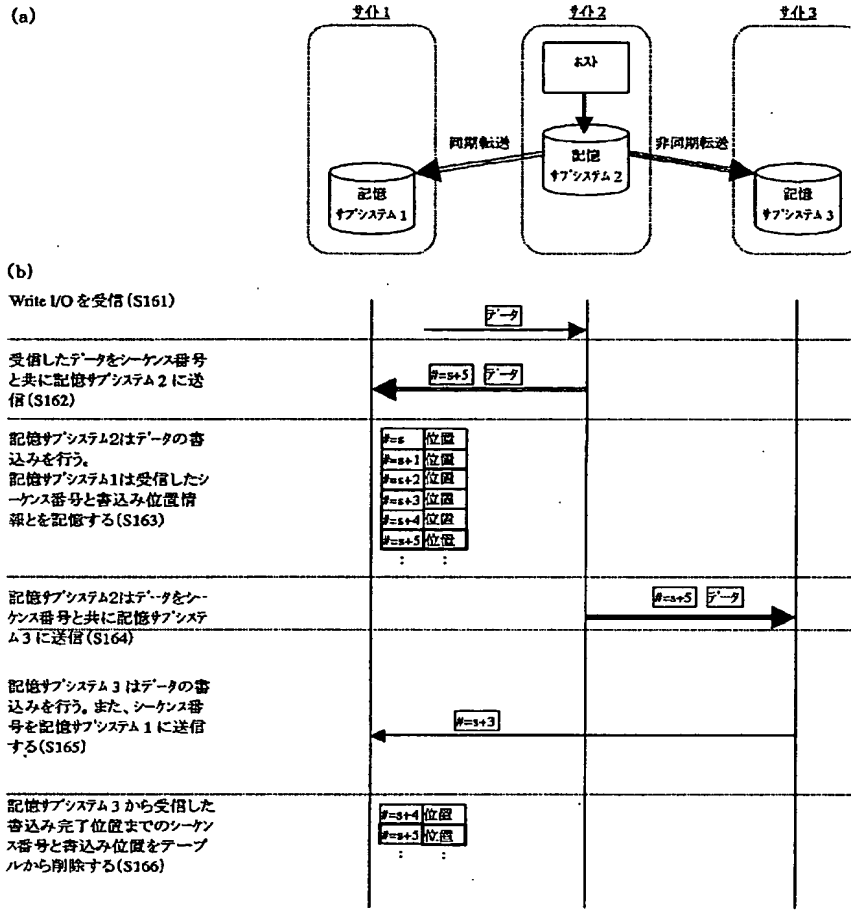 (a)
サイト1
サイト2
サイト3
ホスト
同期転送
非同期転送
記憶
サブシステム1
記憶
サブシステム2
記憶
サブシステム3
(b)
Write I/Oを受信(S161)
データ
受信したデータをシーケンス番号
と共に記憶サブシステム2に送
信(S162)
#=s+5 データ
記憶サブシステム2はデータの書
込みを行う。
記憶サブシステム1は受信したシ
ーケンス番号と書込み位置情
報とを記憶する(S163)
#=s 位置
#=s+1 位置
#=s+2 位置
#=s+3 位置
#=s+4 位置
#=s+5 位置
: :
記憶サブシステム2はデータをシー
ケンス番号と共に記憶サブシステ
ム3に送信(S164)
#=s+5 データ
記憶サブシステム3はデータの書
込みを行う。また、シーケンス番
号を記憶サブシステム1に送信
する(S165)
#=s+3
記憶サブシステム3から受信した
書込み完了位置までのシーケン
ス番号と書込み位置をテーブ
ルから削除する(S166)
#=s+4 位置
#=s+5 位置
: :